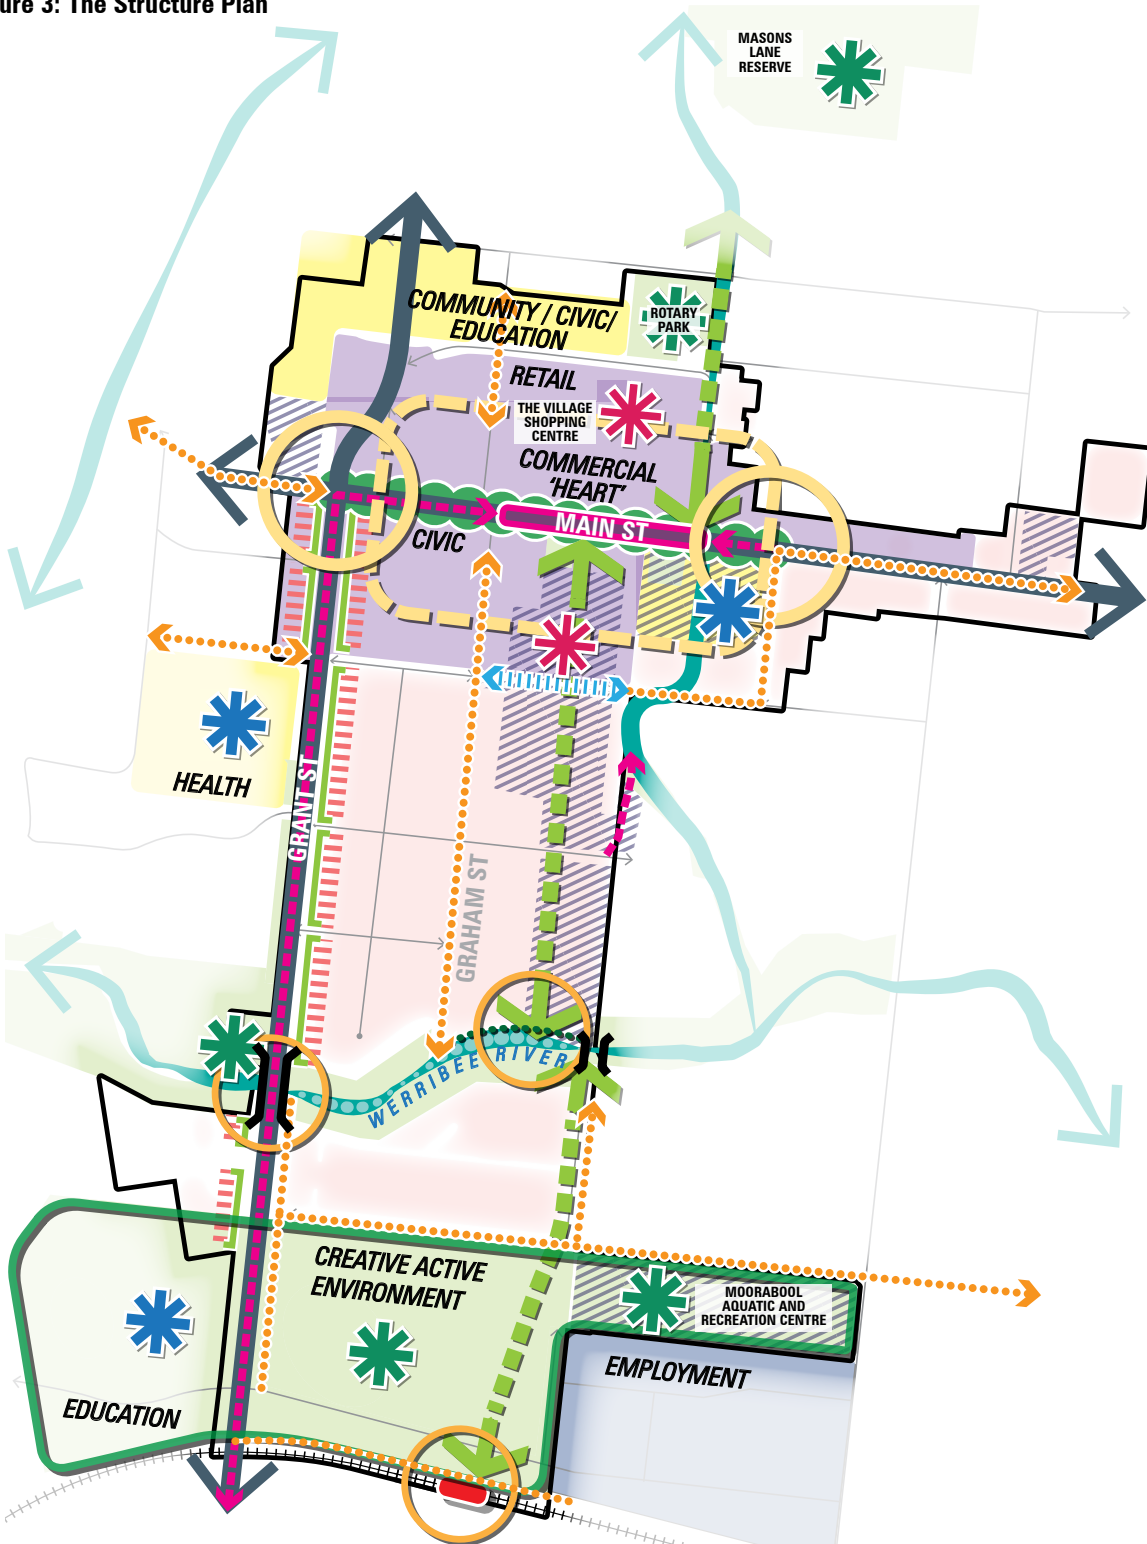 ure 3: The Structure Plan
MASONS
LANE
RESERVE
COMMUNITY / CIVIC/
EDUCATION
ROTARY
PARK
RETAIL
THE VILLAGE
SHOPPING
CENTRE
COMMERCIAL
'HEART'
MAIN ST
CIVIC
HEALTH
GRANT ST
GRAHAM ST
WERRIBEE RIVER
CREATIVE ACTIVE
ENVIRONMENT
MOORABOOL
AQUATIC AND
RECREATION CENTRE
EMPLOYMENT
EDUCATION